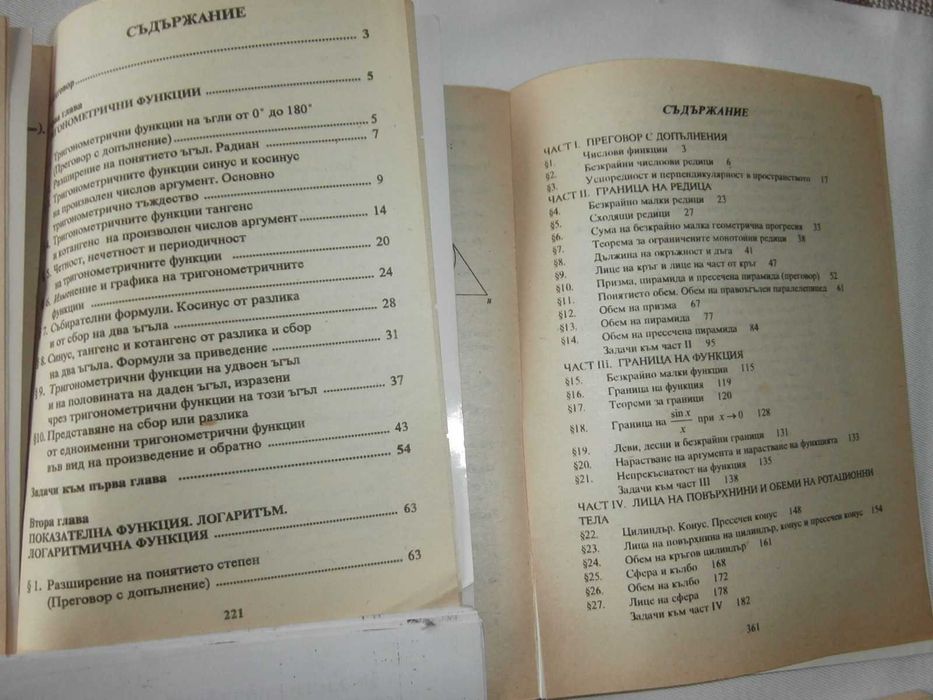 СЪДЪРЖАНИЕ
3
глава
ФУНКЦИИ 5
Тригонометрични функции на ъгли от 0° до 180°
(Преговор с допълнение) 5
Разширение на понятието ъгъл. Радиан 7
Тригонометричните функции синус и косинус
на произволен числов аргумент. Основно
тригонометрично тъждество 9
Тригонометричните функции тангенс
и котангенс на произволен числов аргумент 14
5. Четност, нечетност и периодичност
на тригонометричните функции 20
6. Изменение и графика на тригонометричните
функции 24
7. Събирателни формули. Косинус от разлика
и от сбор на два ъгъла 28
§8. Синус, тангенс и котангенс от разлика и сбор
на два ъгъла. Формули за приведение 31
§9. Тригонометрични функции на удвоен ъгъл
и на половината на даден ъгъл, изразени
чрез тригонометрични функции на този ъгъл 37
§10. Представяне на сбор или разлика
от едноименни тригонометрични функции
във вид на произведение и обратно 43
Задачи към първа глава 54
Втора глава
ПОКАЗАТЕЛНА ФУНКЦИЯ. ЛОГАРИТЪМ.
ЛОГАРИТМИЧНА ФУНКЦИЯ 63
§ 1. Разширение на понятието степен
(Преговор с допълнение) 63
221
B
СЪДЪРЖАНИЕ
ЧАСТ I. ПРЕГОВОР С ДОПЪЛНЕНИЯ
§1. Числови функции 3
§2. Безкрайни числоови редици 6
§3. Успоредност и перпендикулярност в пространството 17
ЧАСТ II. ГРАНИЦА НА РЕДИЦА
§4. Безкрайно малки редици 23
§5. Сходящи редици 27
§6. Сума на безкрайно малка геометрична прогресия 33
§7. Теорема за ограничените монотонни редици 38
§8. Дължина на окръжност и дъга 41
§9. Лице на кръг и лице на част от кръг 47
§10. Призма, пирамида и пресечена пирамида (преговор) 52
§11. Понятието обем. Обем на правоъгълен паралелепипед 61
§12. Обем на призма 67
§13. Обем на пирамида 77
§14. Обем на пресечена пирамида 84
Задачи към част II 95
ЧАСТ III. ГРАНИЦА НА ФУНКЦИЯ
§15. Безкрайно малки функции 115
§16. Граница на функция 119
§17. Теореми за граници 120
§18. Граница на sin x / x при x → 0 128
§19. Леви, десни и безкрайни граници 131
§20. Нарастване на аргумента и нарастване на функцията 133
§21. Непрекъснатост на функция 135
Задачи към част III 138
ЧАСТ IV. ЛИЦА НА ПОВЪРХНИНИ И ОБЕМИ НА РОТАЦИОННИ
ТЕЛА
§22. Цилиндър. Конус. Пресечен конус 148
§23. Лица на повърхнина на цилиндър, конус и пресечен конус 154
§24. Обем на кръгов цилиндър 161
§25. Сфера и кълбо 168
§26. Обем на кълбо 172
§27. Лице на сфера 178
Задачи към част IV 182
361